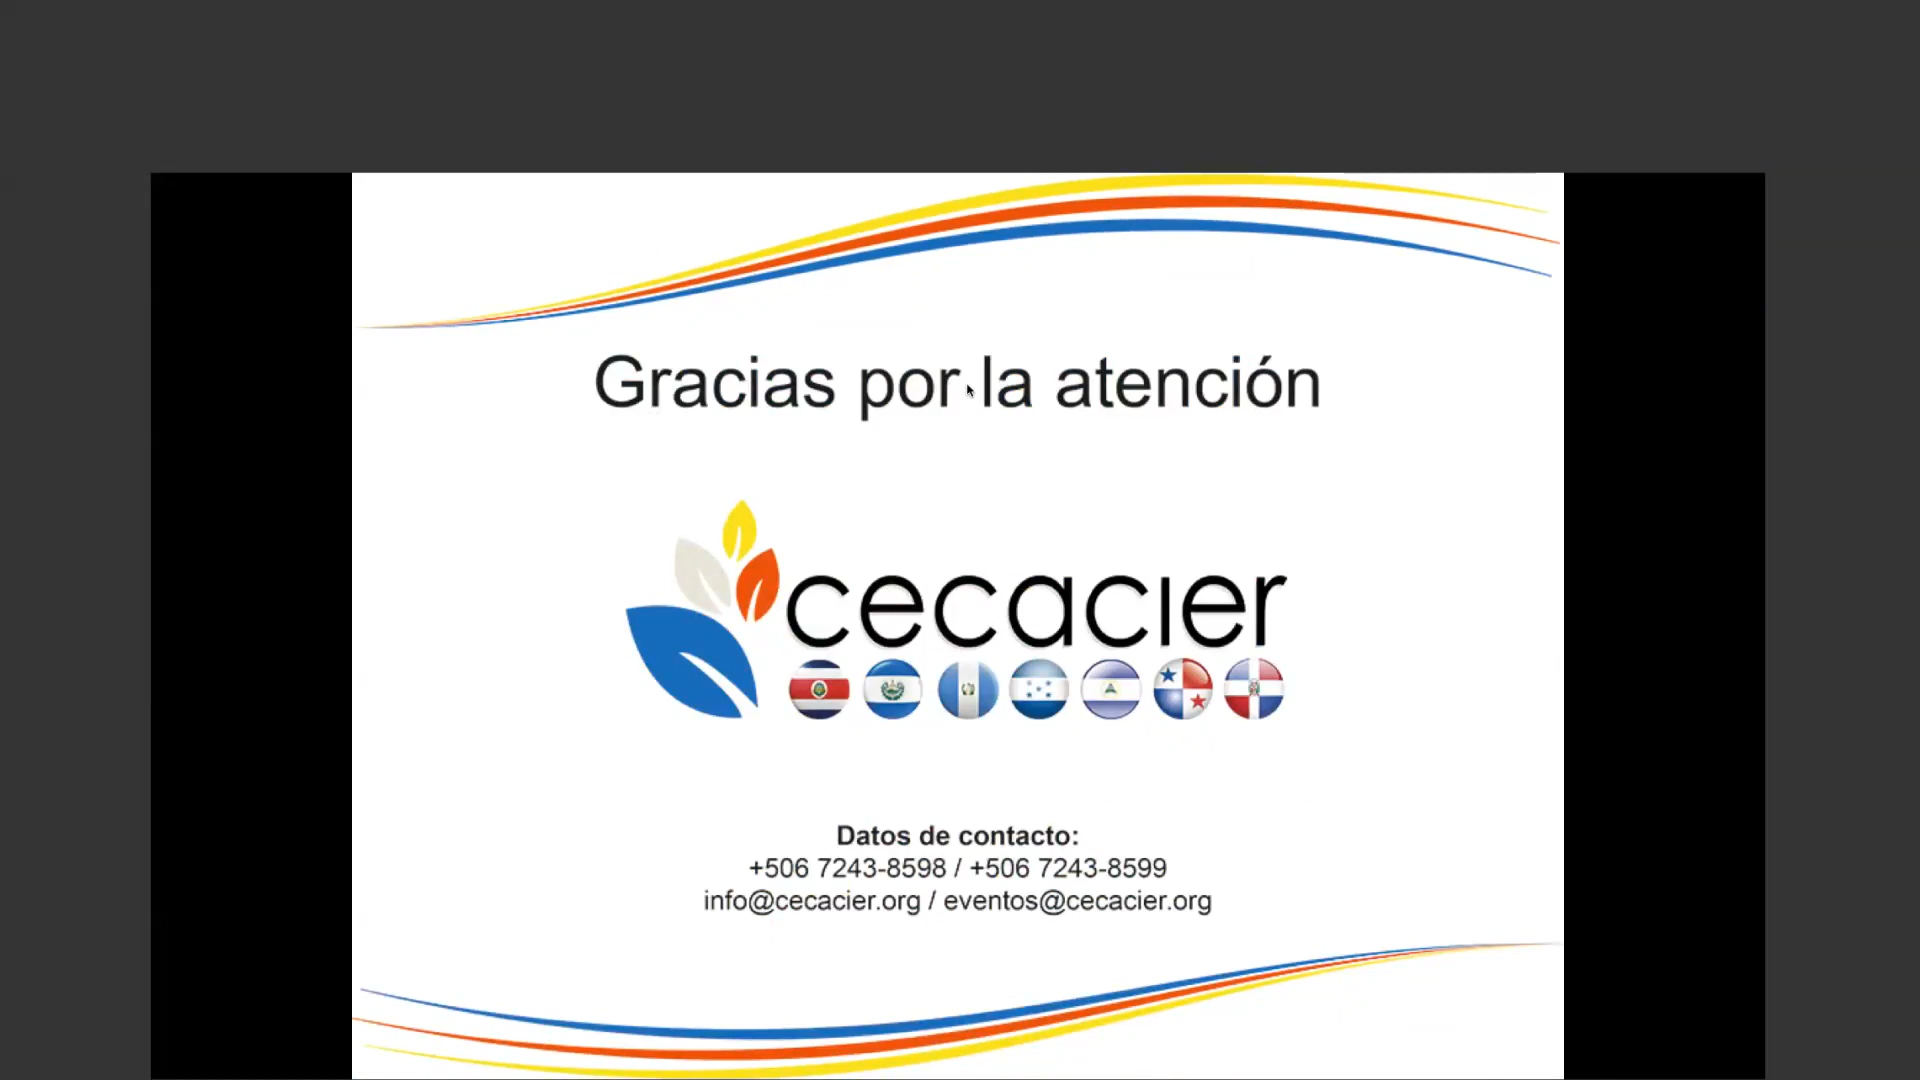 Gracias por la atención
cecacier
Datos de contacto:
+506 7243-8598 / +506 7243-8599
info@cecacier.org / eventos@cecacier.org